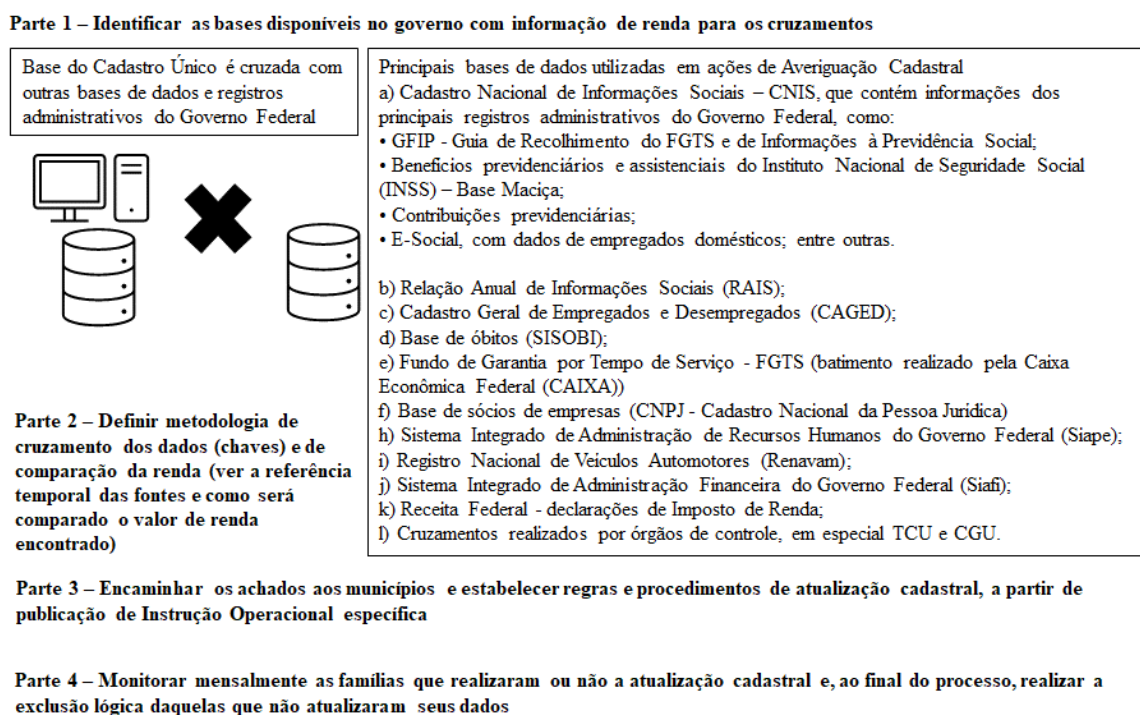 Parte 1 – Identificar as bases disponíveis no governo com informação de renda para os cruzamentos
Base do Cadastro Único é cruzada com
outras bases de dados e registros
administrativos do Governo Federal
Principais bases de dados utilizadas em ações de Averiguação Cadastral
a) Cadastro Nacional de Informações Sociais – CNIS, que contém informações dos
principais registros administrativos do Governo Federal, como:
• GFIP - Guia de Recolhimento do FGTS e de Informações à Previdência Social;
• Benefícios previdenciários e assistenciais do Instituto Nacional de Seguridade Social
(INSS) – Base Maciça;
• Contribuições previdenciárias;
• E-Social, com dados de empregados domésticos; entre outras.
b) Relação Anual de Informações Sociais (RAIS);
c) Cadastro Geral de Empregados e Desempregados (CAGED);
d) Base de óbitos (SISOBI);
e) Fundo de Garantia por Tempo de Serviço - FGTS (batimento realizado pela Caixa
Econômica Federal (CAIXA))
f) Base de sócios de empresas (CNPJ - Cadastro Nacional da Pessoa Jurídica)
h) Sistema Integrado de Administração de Recursos Humanos do Governo Federal (Siape);
i) Registro Nacional de Veículos Automotores (Renavam);
j) Sistema Integrado de Administração Financeira do Governo Federal (Siafi);
k) Receita Federal - declarações de Imposto de Renda;
l) Cruzamentos realizados por órgãos de controle, em especial TCU e CGU.
Parte 2 – Definir metodologia de
cruzamento dos dados (chaves) e de
comparação da renda (ver a referência
temporal das fontes e como será
comparado o valor de renda
encontrado)
Parte 3 – Encaminhar os achados aos municípios e estabelecer regras e procedimentos de atualização cadastral, a partir de
publicação de Instrução Operacional específica
Parte 4 – Monitorar mensalmente as famílias que realizaram ou não a atualização cadastral e, ao final do processo, realizar a
exclusão lógica daquelas que não atualizaram seus dados